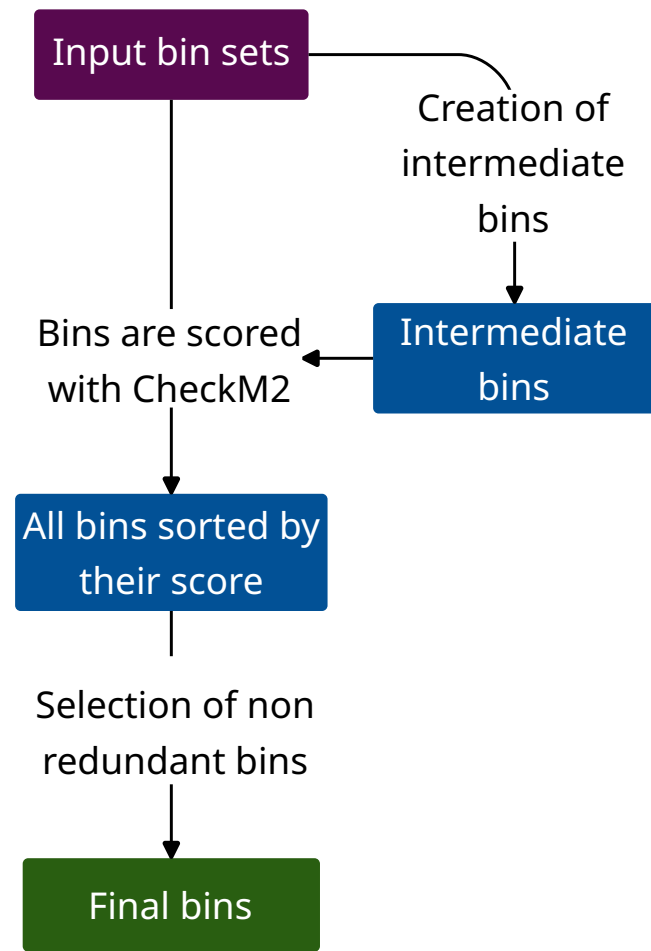 Input bin sets
Creation of
intermediate
bins
Bins are scored
with CheckM2
Intermediate
bins
All bins sorted by
their score
Selection of non
redundant bins
Final bins